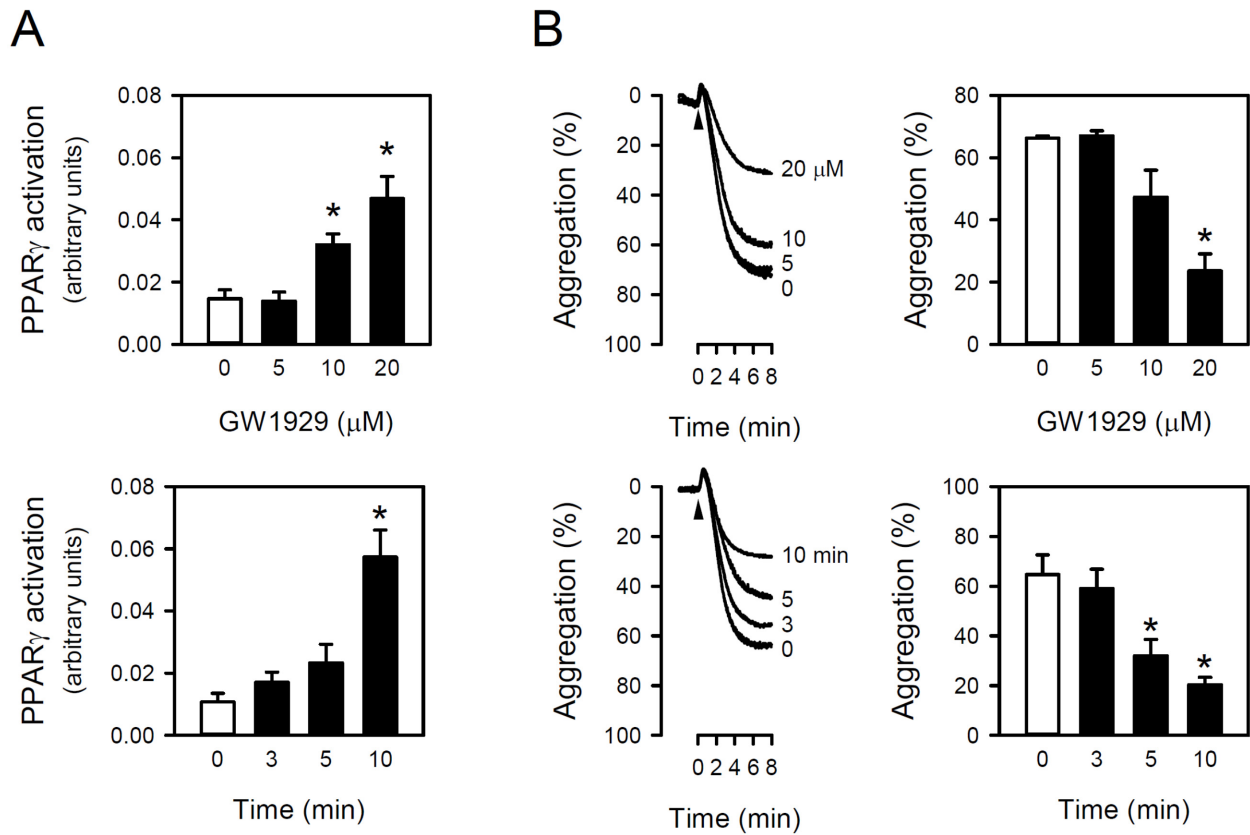 A
PPARγ activation
(arbitrary units)
0.08
0.06
0.04
0.02
0.00
*
*
0 5 10 20
GW1929 (μM)
PPARγ activation
(arbitrary units)
0.08
0.06
0.04
0.02
0.00
*
0 3 5 10
Time (min)
B
Aggregation (%)
0
20
40
60
80
100
20 μM
10
5
0
0 2 4 6 8
Time (min)
Aggregation (%)
80
60
40
20
0
*
0 5 10 20
GW1929 (μM)
Aggregation (%)
0
20
40
60
80
100
10 min
5
3
0
0 2 4 6 8
Time (min)
Aggregation (%)
100
80
60
40
20
0
*
*
0 3 5 10
Time (min)